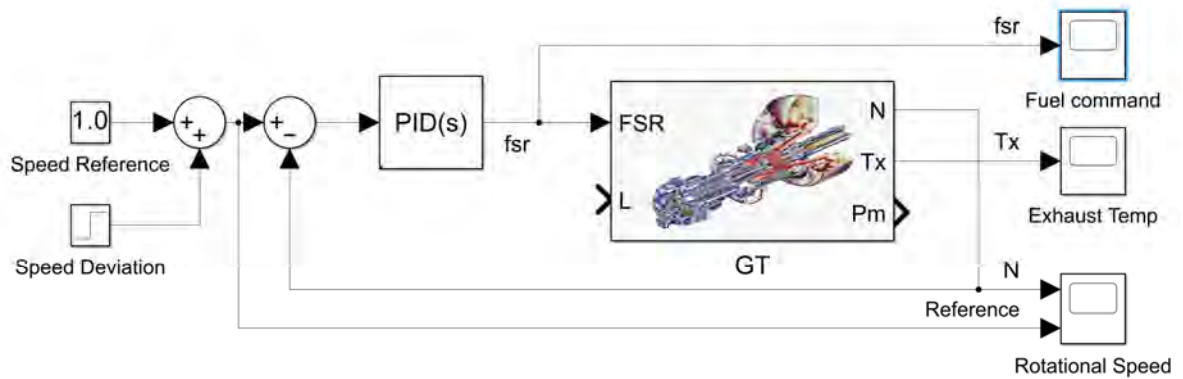 fsr
Fuel command
1.0
+
+
+
−
PID(s)
fsr
FSR
N
Tx
Tx
L
Pm
Speed Reference
Exhaust Temp
Speed Deviation
GT
N
Reference
Rotational Speed